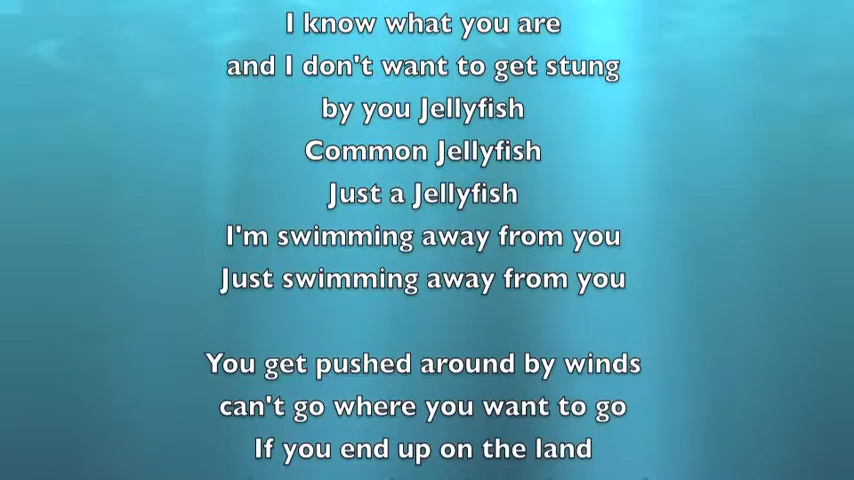 I know what you are
and I don't want to get stung
by you Jellyfish
Common Jellyfish
Just a Jellyfish
I'm swimming away from you
Just swimming away from you
You get pushed around by winds
can't go where you want to go
If you end up on the land